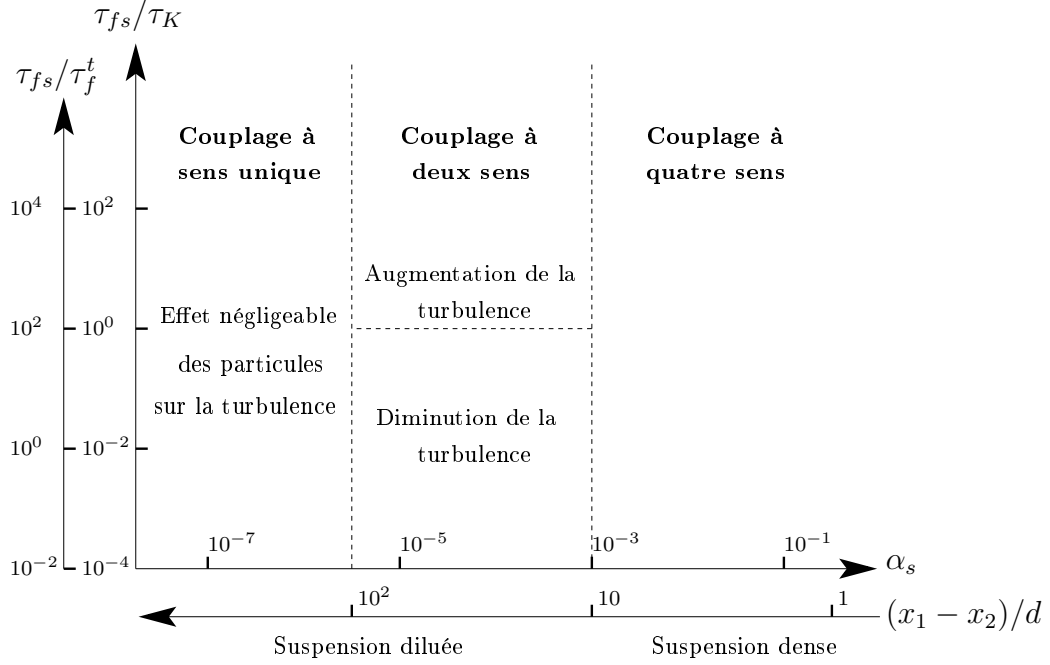 τ_fs/τ_K
τ_fs/τ_f^t
Couplage à
sens unique
Couplage à
deux sens
Couplage à
quatre sens
10^4
10^2
Augmentation de la
turbulence
Effet négligeable
des particules
sur la turbulence
10^2
10^0
Diminution de la
turbulence
10^0
10^−2
10^−7
10^−5
10^−3
10^−1
10^−2
10^−4
α_s
10^2
10
1
(x_1 − x_2)/d
Suspension diluée
Suspension dense